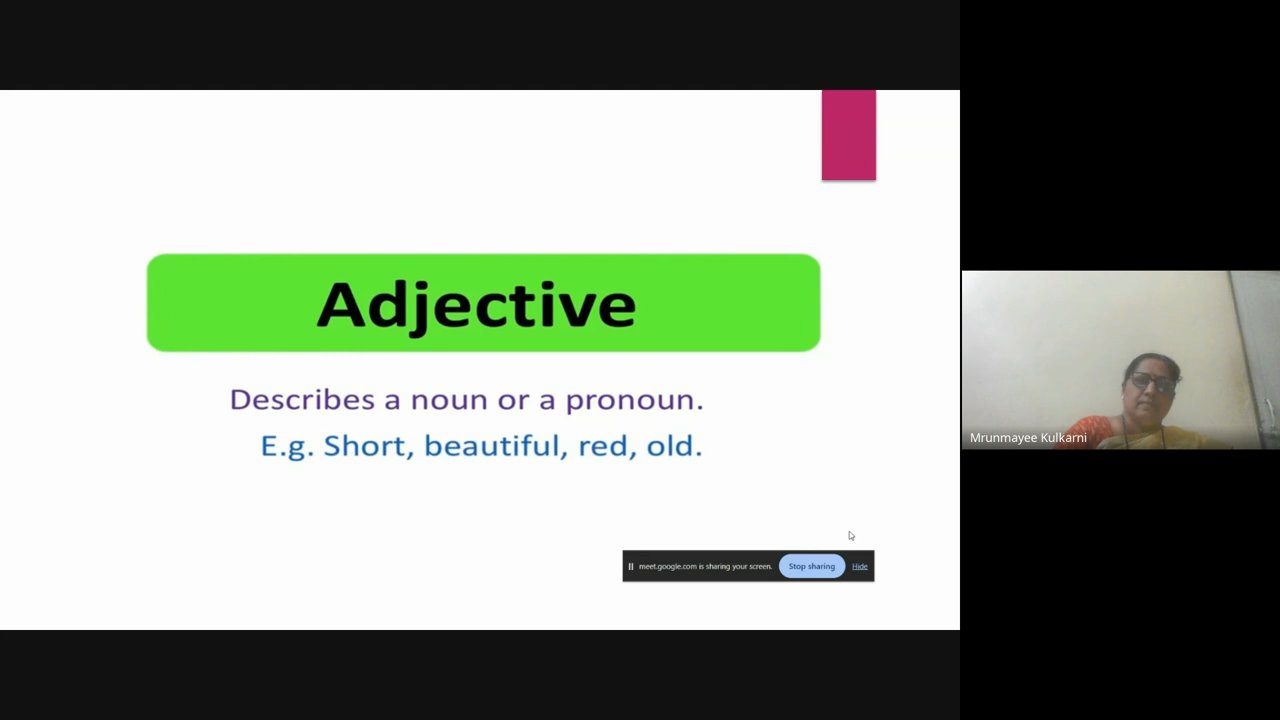 Adjective
Describes a noun or a pronoun.
E.g. Short, beautiful, red, old.
meet.google.com is sharing your screen. Stop sharing Hide
Mrunmayee Kulkarni